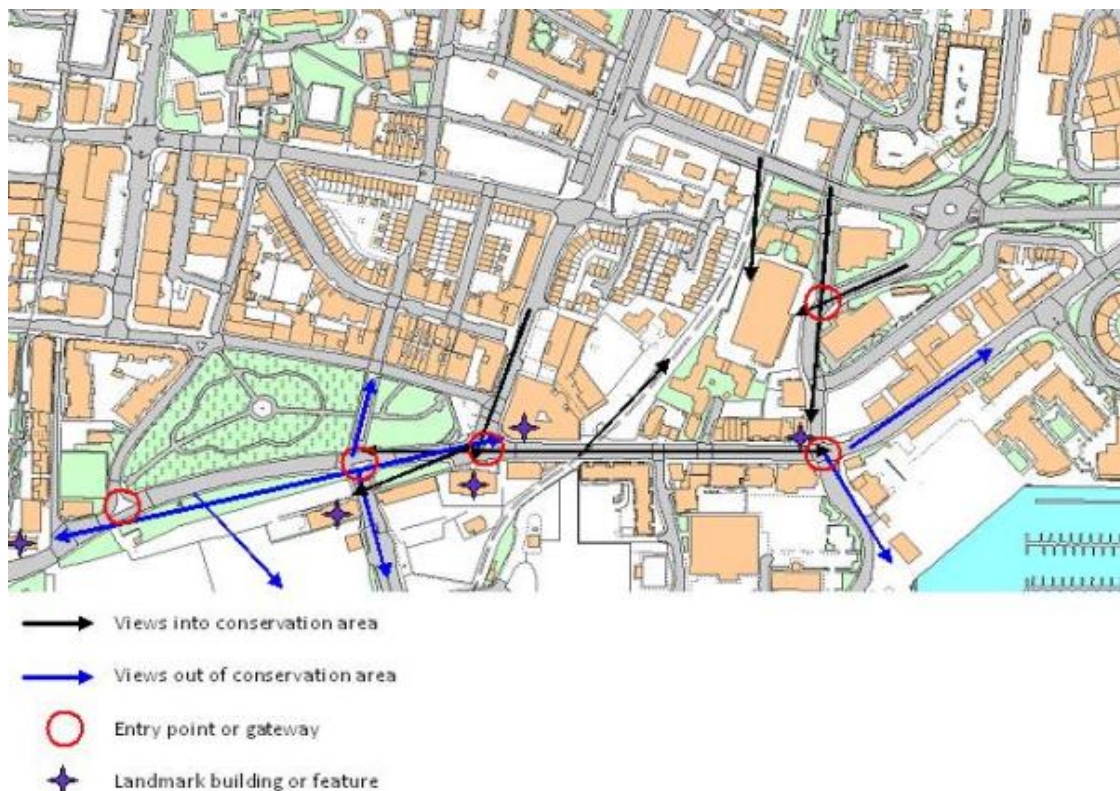 Views into conservation area
Views out of conservation area
Entry point or gateway
Landmark building or feature